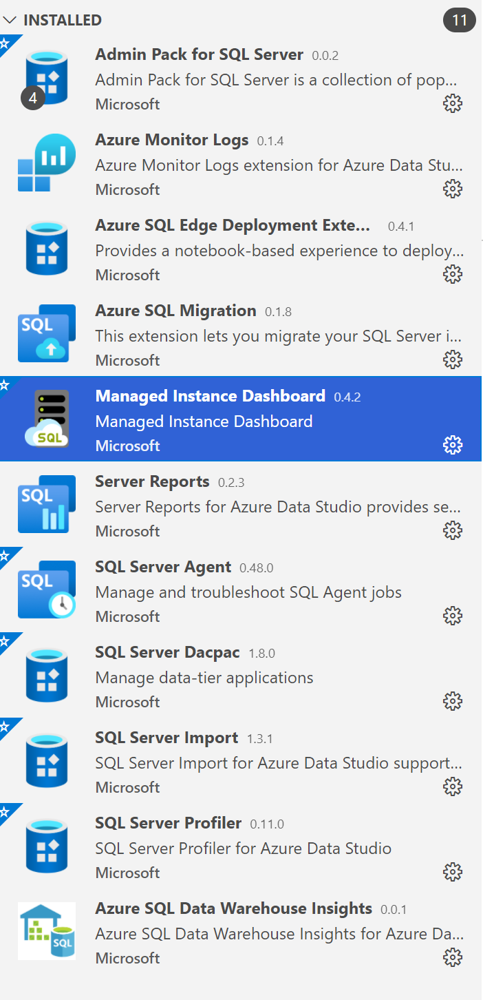 INSTALLED 11
Admin Pack for SQL Server 0.0.2
Admin Pack for SQL Server is a collection of pop...
4
Microsoft
Azure Monitor Logs 0.1.4
Azure Monitor Logs extension for Azure Data Stu...
Microsoft
Azure SQL Edge Deployment Exte... 0.4.1
Provides a notebook-based experience to deploy...
Microsoft
SQL
Azure SQL Migration 0.1.8
This extension lets you migrate your SQL Server i...
Microsoft
Managed Instance Dashboard 0.4.2
Managed Instance Dashboard
SQL
Microsoft
SQL
Server Reports 0.2.3
Server Reports for Azure Data Studio provides se...
Microsoft
SQL
SQL Server Agent 0.48.0
Manage and troubleshoot SQL Agent jobs
Microsoft
SQL Server Dacpac 1.8.0
Manage data-tier applications
Microsoft
SQL Server Import 1.3.1
SQL Server Import for Azure Data Studio support...
Microsoft
SQL Server Profiler 0.11.0
SQL Server Profiler for Azure Data Studio
Microsoft
Azure SQL Data Warehouse Insights 0.0.1
Azure SQL Data Warehouse Insights for Azure Da...
SQL
Microsoft